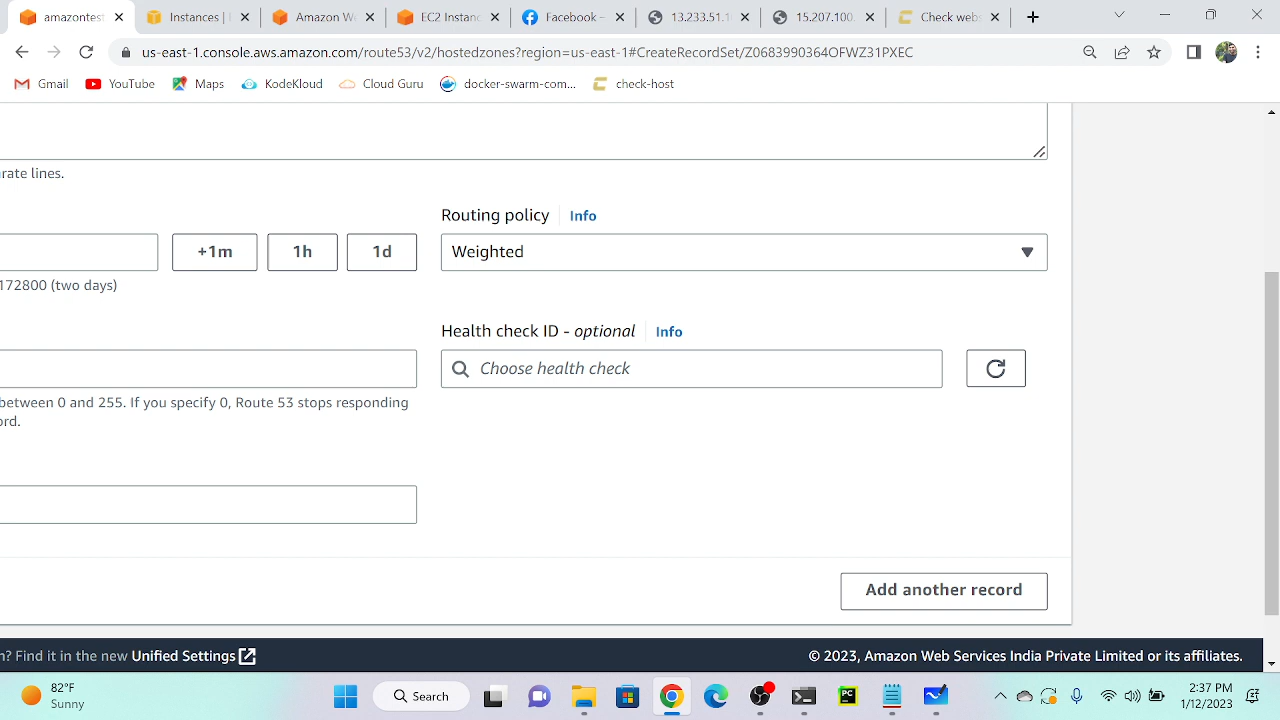 amazontest
Instances |
Amazon W
EC2 Instanc
Facebook –
13.233.51.1
15.207.100.
Check webs
us-east-1.console.aws.amazon.com/route53/v2/hostedzones?region=us-east-1#CreateRecordSet/Z0683990364OFWZ31PXEC
Gmail
YouTube
Maps
KodeKloud
Cloud Guru
docker-swarm-com...
check-host
rate lines.
Routing policy
Info
+1m
1h
1d
Weighted
172800 (two days)
Health check ID - optional
Info
Choose health check
between 0 and 255. If you specify 0, Route 53 stops responding
ord.
Add another record
n? Find it in the new Unified Settings
© 2023, Amazon Web Services India Private Limited or its affiliates.
82°F
Sunny
Search
PC
2:37 PM
1/12/2023